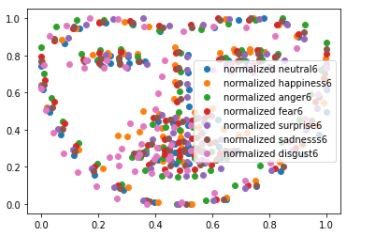 1.0
0.8
0.6
0.4
0.2
0.0
normalized neutral6
normalized happiness6
normalized anger6
normalized fear6
normalized surprise6
normalized sadnesss6
normalized disgust6
0.0 0.2 0.4 0.6 0.8 1.0